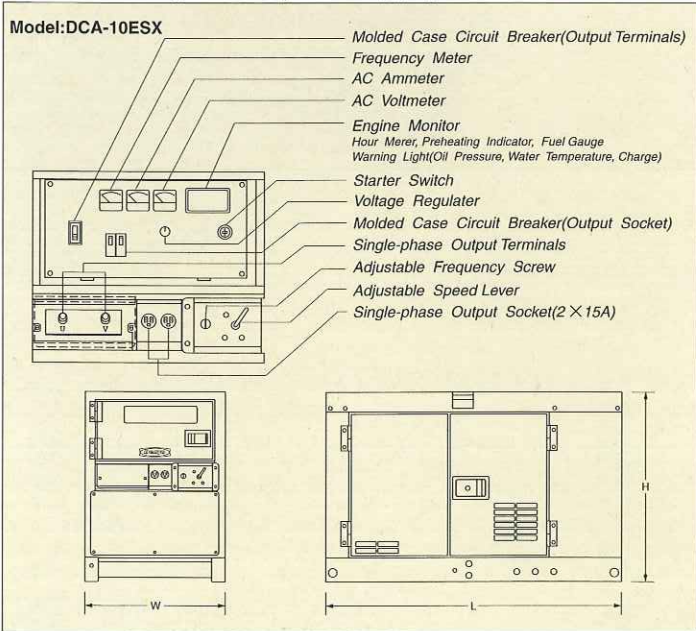 Model:DCA-10ESX
Molded Case Circuit Breaker(Output Terminals)
Frequency Meter
AC Ammeter
AC Voltmeter
Engine Monitor
Hour Merer, Preheating Indicator, Fuel Gauge
Warning Light(Oil Pressure, Water Temperature, Charge)
Starter Switch
Voltage Regulater
Molded Case Circuit Breaker(Output Socket)
Single-phase Output Terminals
Adjustable Frequency Screw
Adjustable Speed Lever
Single-phase Output Socket(2×15A)
U
V
H
W
L